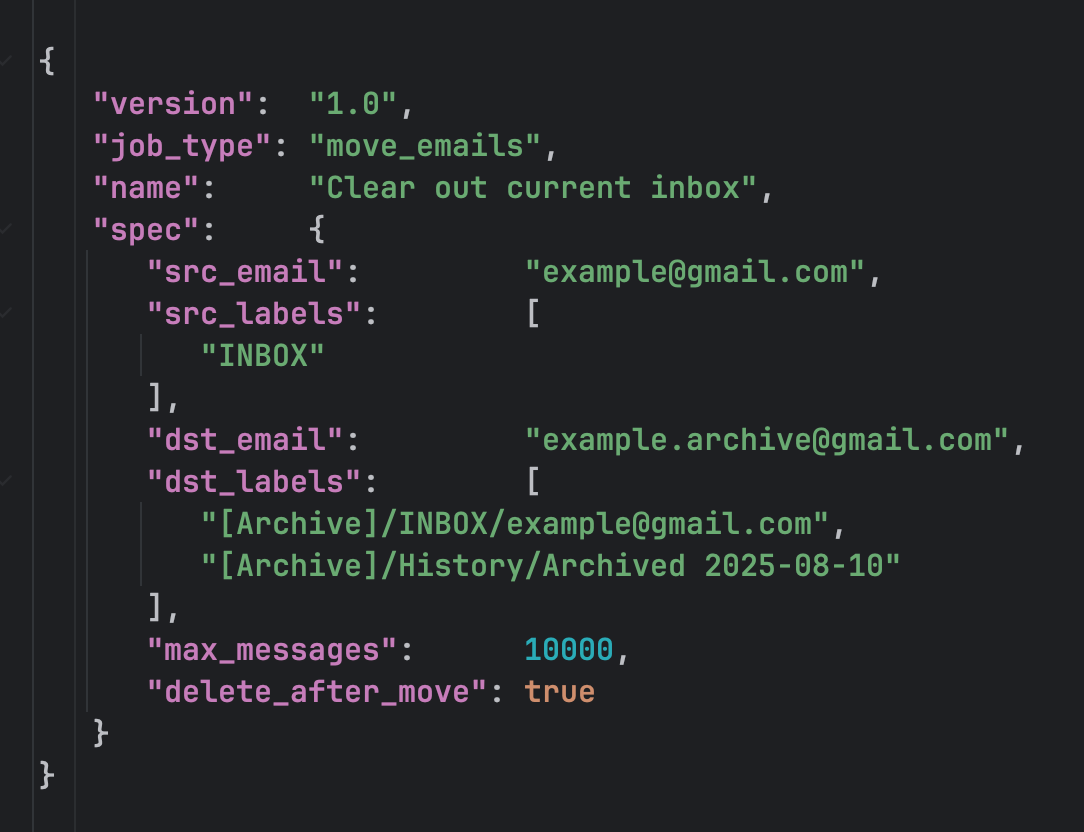 {
   "version":  "1.0",
   "job_type": "move_emails",
   "name":     "Clear out current inbox",
   "spec":     {
      "src_email":         "example@gmail.com",
      "src_labels":        [
         "INBOX"
      ],
      "dst_email":         "example.archive@gmail.com",
      "dst_labels":        [
         "[Archive]/INBOX/example@gmail.com",
         "[Archive]/History/Archived 2025-08-10"
      ],
      "max_messages":      10000,
      "delete_after_move": true
   }
}